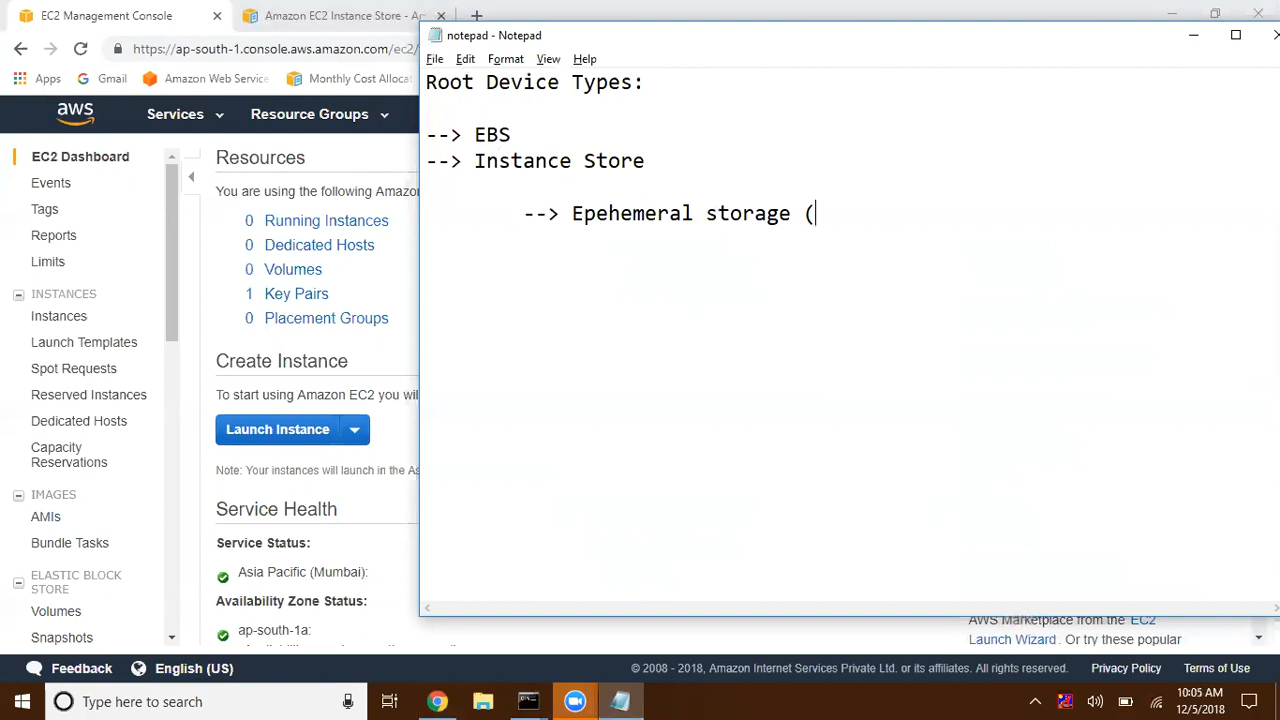 EC2 Management Console
Amazon EC2 Instance Store - A
https://ap-south-1.console.aws.amazon.com/ec2/
Apps
Gmail
Amazon Web Service
Monthly Cost Allocat
aws
Services
Resource Groups
EC2 Dashboard
Events
Tags
Reports
Limits
INSTANCES
Instances
Launch Templates
Spot Requests
Reserved Instances
Dedicated Hosts
Capacity
Reservations
IMAGES
AMIs
Bundle Tasks
ELASTIC BLOCK
STORE
Volumes
Snapshots
Resources
You are using the following Amazon
0 Running Instances
0 Dedicated Hosts
0 Volumes
1 Key Pairs
0 Placement Groups
Create Instance
To start using Amazon EC2 you wil
Launch Instance
Note: Your instances will launch in the As
Service Health
Service Status:
Asia Pacific (Mumbai):
Availability Zone Status:
ap-south-1a:
notepad - Notepad
File Edit Format View Help
Root Device Types:
--> EBS
--> Instance Store
--> Epehemeral storage (
AWS Marketplace from the EC2
Launch Wizard. Or try these popular
Feedback
English (US)
© 2008 - 2018, Amazon Internet Services Private Ltd. or its affiliates. All rights reserved.
Privacy Policy
Terms of Use
Type here to search
10:05 AM
12/5/2018